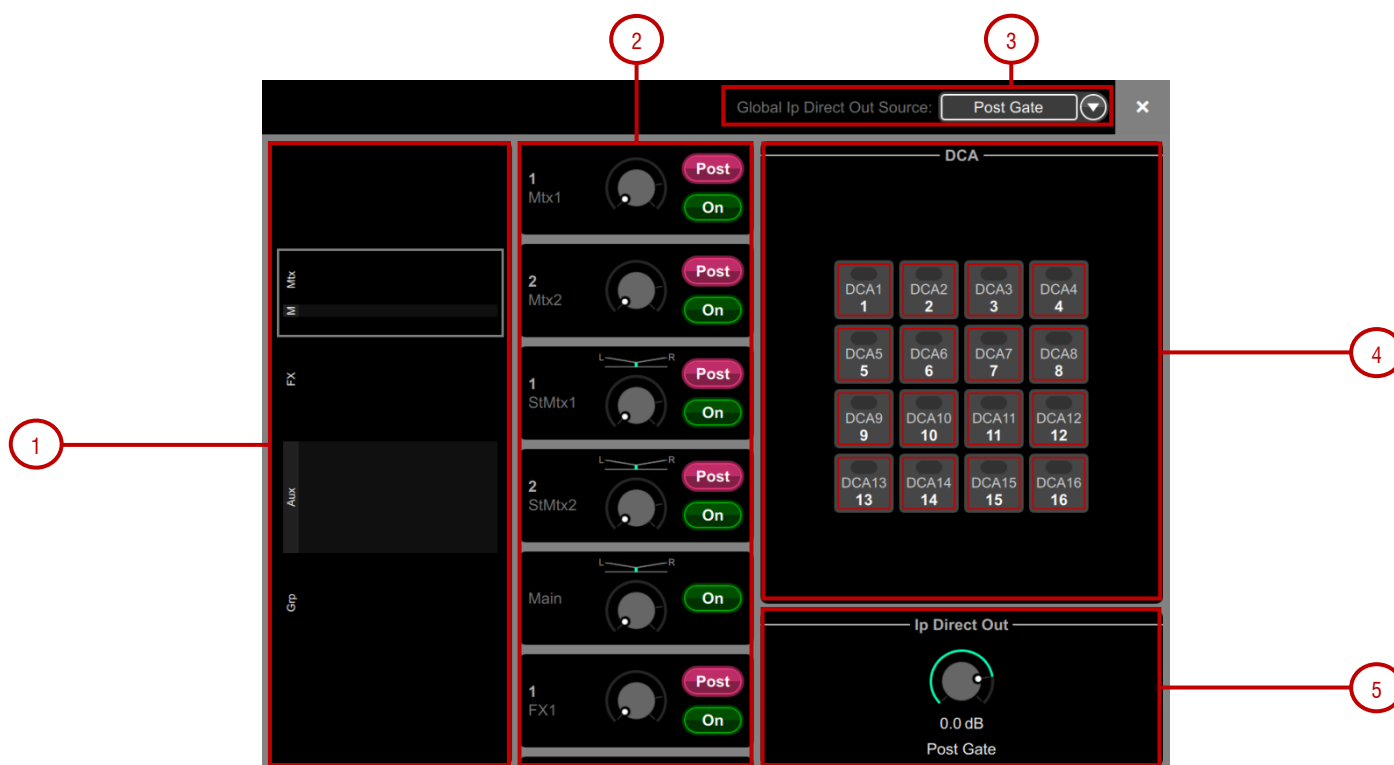 2
3
Global Ip Direct Out Source: Post Gate
Mtx
M
FX
Aux
Grp
1
1
Mtx1
Post
On
2
Mtx2
Post
On
L R
1
StMtx1
Post
On
L R
2
StMtx2
Post
On
L R
Main
On
1
FX1
Post
On
DCA
DCA1 DCA2 DCA3 DCA4
1 2 3 4
DCA5 DCA6 DCA7 DCA8
5 6 7 8
DCA9 DCA10 DCA11 DCA12
9 10 11 12
DCA13 DCA14 DCA15 DCA16
13 14 15 16
4
Ip Direct Out
0.0 dB
Post Gate
5